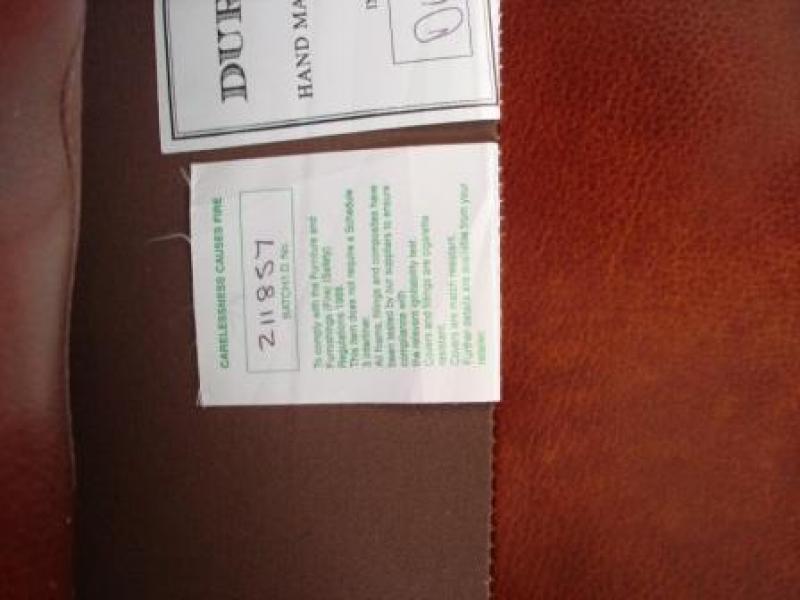 DUR
HAND MA
CARELESSNESS CAUSES FIRE
211857
BATCH/I.D. No.
To comply with the Furniture and
Furnishings (Fire) (Safety)
Regulations 1988.
This item does not require a Schedule
3 interliner.
All foams, fillings and composites have
been tested by our suppliers to ensure
compliance with
the relevant ignitability test.
Covers and fillings are cigarette
resistant.
Covers are match resistant.
Further details are available from your
retailer.